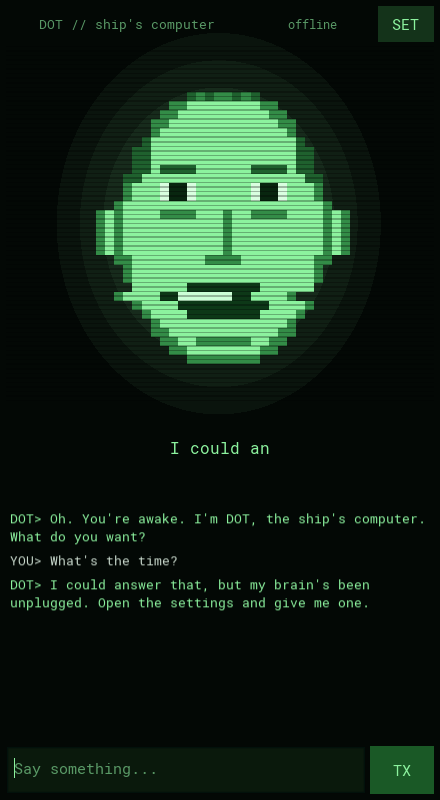 DOT // ship's computer
offline
SET
I could an
DOT> Oh. You're awake. I'm DOT, the ship's computer.
What do you want?
YOU> What's the time?
DOT> I could answer that, but my brain's been
unplugged. Open the settings and give me one.
Say something...
TX